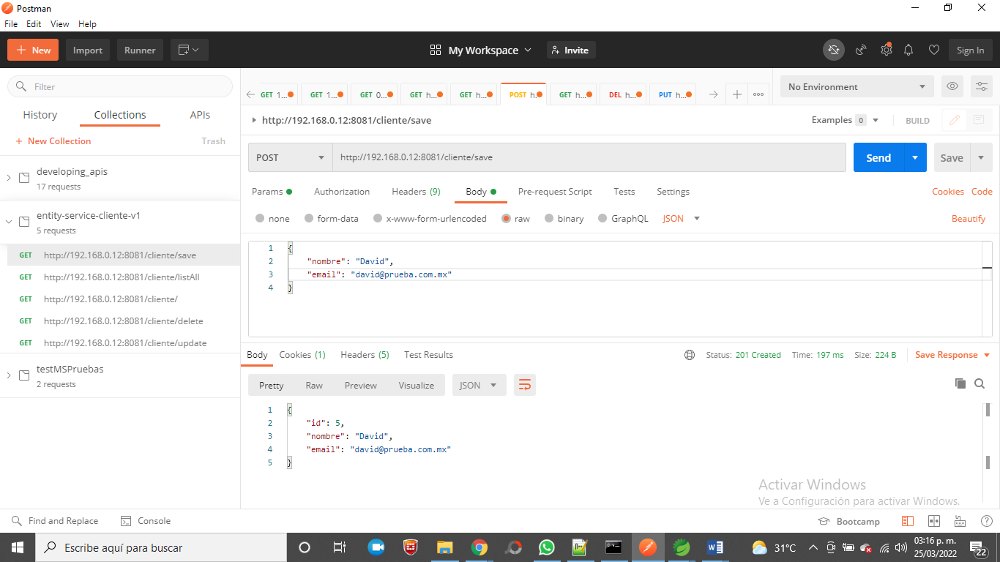 Postman
File Edit View Help
+ New Import Runner My Workspace Invite Sign In
Filter
History Collections APIs
+ New Collection Trash
developing_apis
17 requests
entity-service-cliente-v1
5 requests
GET http://192.168.0.12:8081/cliente/save
GET http://192.168.0.12:8081/cliente/listAll
GET http://192.168.0.12:8081/cliente/
GET http://192.168.0.12:8081/cliente/delete
GET http://192.168.0.12:8081/cliente/update
testMSPruebas
2 requests
GET 1... GET 1... GET 0... GET h... GET h... POST h. GET h... DEL h... PUT h... No Environment
http://192.168.0.12:8081/cliente/save Examples 0 BUILD
POST http://192.168.0.12:8081/cliente/save Send Save
Params Authorization Headers (9) Body Pre-request Script Tests Settings Cookies Code
none form-data x-www-form-urlencoded raw binary GraphQL JSON Beautify
1 {
2 "nombre": "David",
3 "email": "david@prueba.com.mx"
4 }
Body Cookies (1) Headers (5) Test Results Status: 201 Created Time: 197 ms Size: 224 B Save Response
Pretty Raw Preview Visualize JSON
1 {
2 "id": 5,
3 "nombre": "David",
4 "email": "david@prueba.com.mx"
5 }
Activar Windows
Ve a Configuración para activar Windows.
Find and Replace Console Bootcamp
Escribe aquí para buscar 31°C 03:16 p. m.
25/03/2022 22